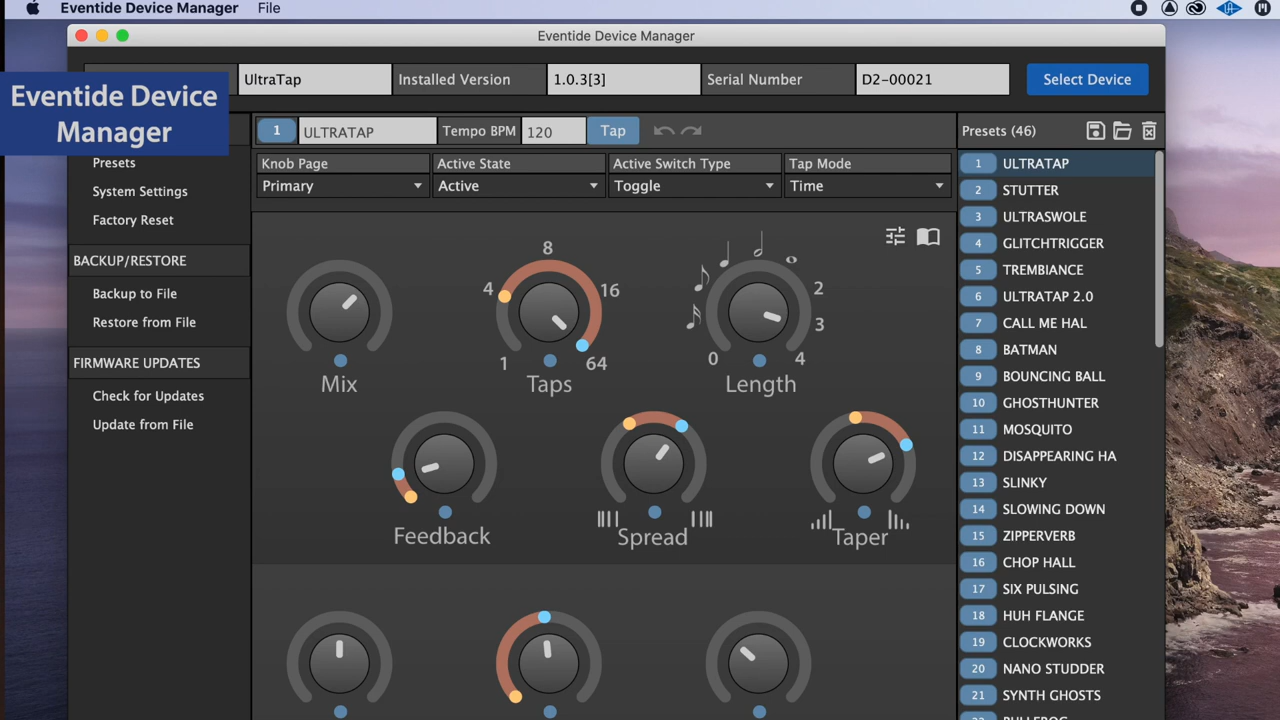 Eventide Device Manager File
Eventide Device Manager
UltraTap Installed Version 1.0.3[3] Serial Number D2-00021 Select Device
Eventide Device
Manager
Presets
System Settings
Factory Reset
BACKUP/RESTORE
Backup to File
Restore from File
FIRMWARE UPDATES
Check for Updates
Update from File
1 ULTRATAP Tempo BPM 120 Tap
Knob Page Active State Active Switch Type Tap Mode
Primary Active Toggle Time
Mix
1 4 8 16 64
Taps
0 2 3 4
Length
Feedback
Spread
Taper
Presets (46)
1 ULTRATAP
2 STUTTER
3 ULTRASWOLE
4 GLITCHTRIGGER
5 TREMBIANCE
6 ULTRATAP 2.0
7 CALL ME HAL
8 BATMAN
9 BOUNCING BALL
10 GHOSTHUNTER
11 MOSQUITO
12 DISAPPEARING HA
13 SLINKY
14 SLOWING DOWN
15 ZIPPERVERB
16 CHOP HALL
17 SIX PULSING
18 HUH FLANGE
19 CLOCKWORKS
20 NANO STUDDER
21 SYNTH GHOSTS